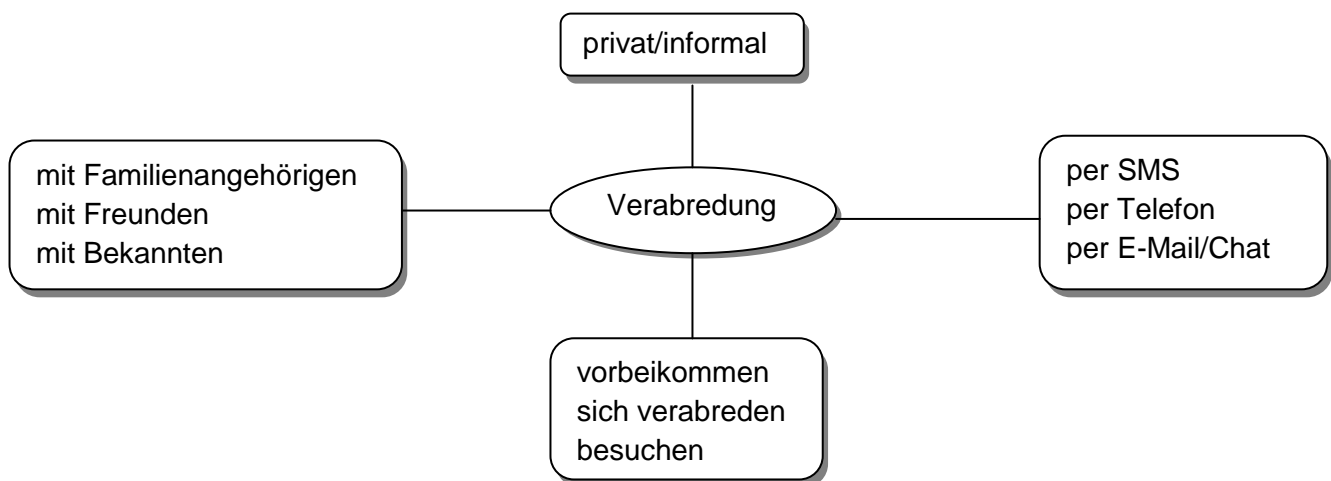 privat/informal
mit Familienangehörigen
mit Freunden
mit Bekannten
Verabredung
per SMS
per Telefon
per E-Mail/Chat
vorbeikommen
sich verabreden
besuchen